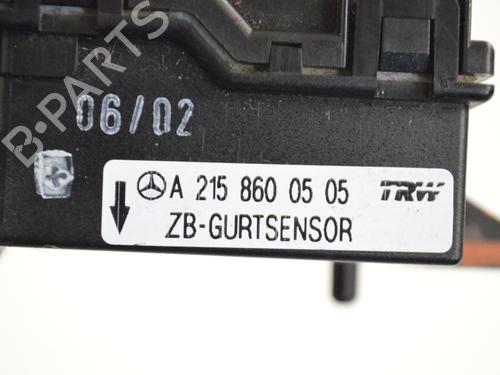 B-PARTS
06/02
A 215 860 05 05 TRW
ZB-GURTSENSOR